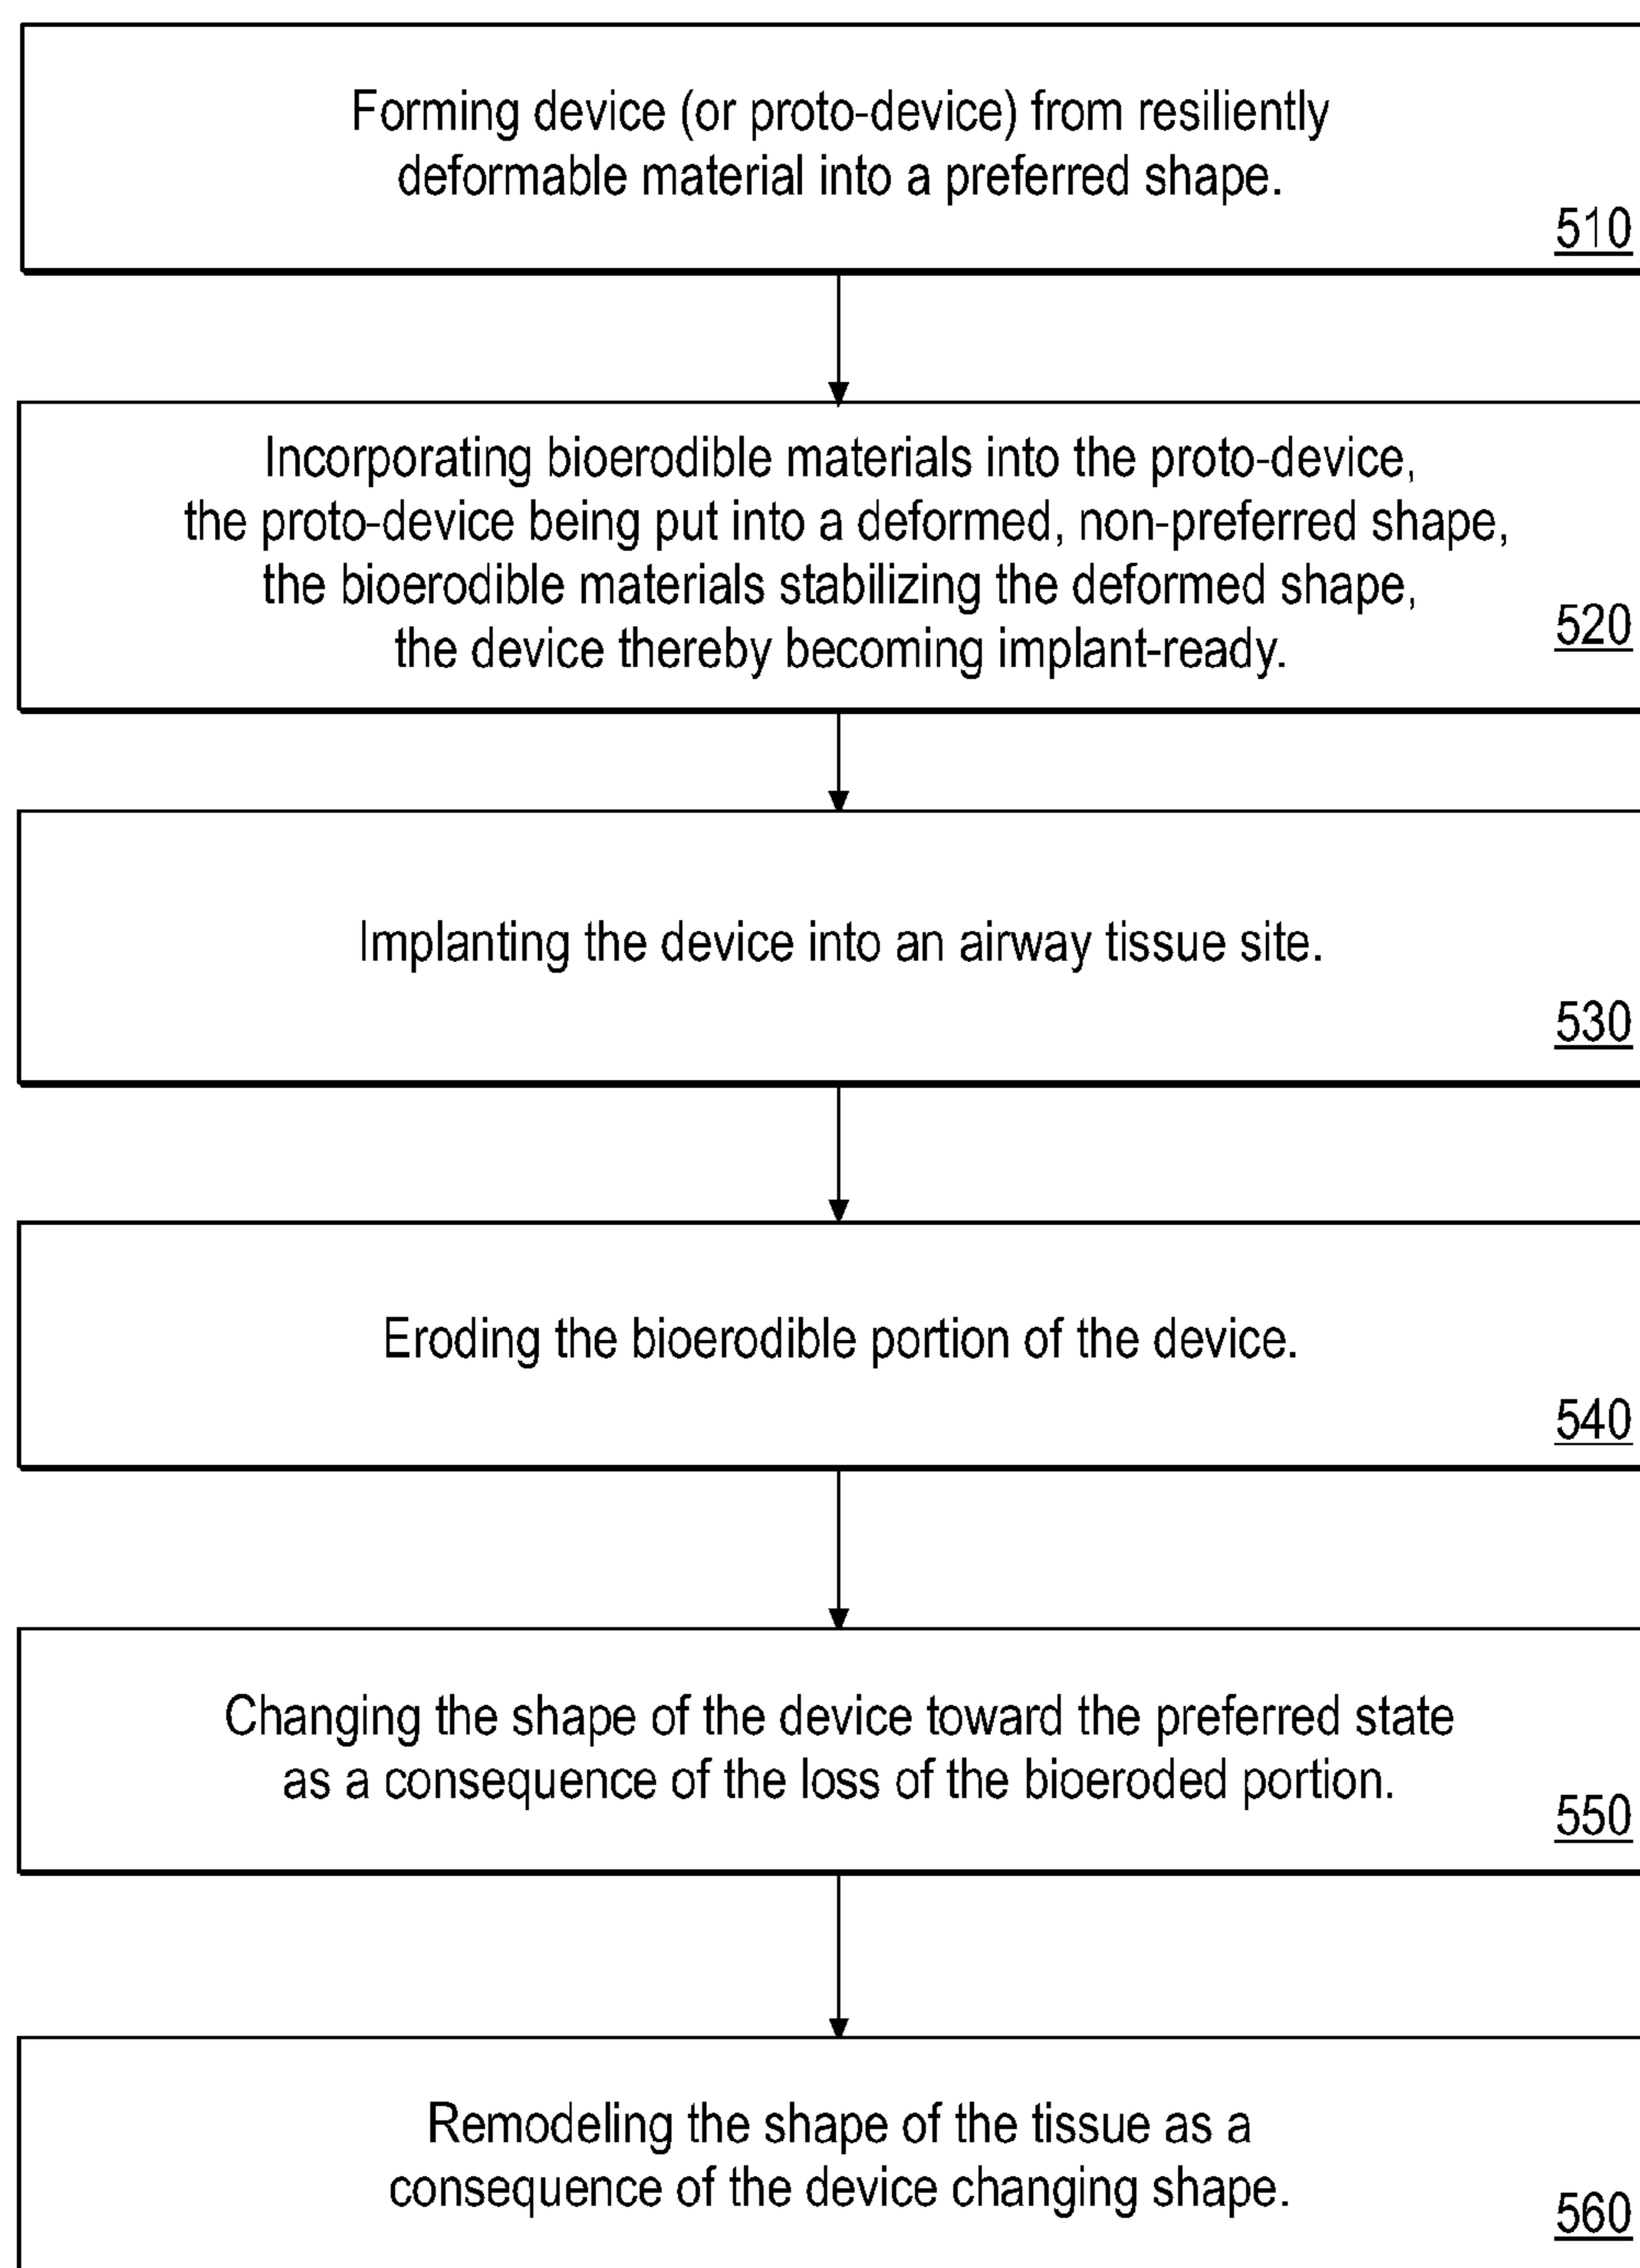 Forming device (or proto-device) from resiliently
deformable material into a preferred shape.
510
Incorporating bioerodible materials into the proto-device,
the proto-device being put into a deformed, non-preferred shape,
the bioerodible materials stabilizing the deformed shape,
the device thereby becoming implant-ready.
520
Implanting the device into an airway tissue site.
530
Eroding the bioerodible portion of the device.
540
Changing the shape of the device toward the preferred state
as a consequence of the loss of the bioeroded portion.
550
Remodeling the shape of the tissue as a
consequence of the device changing shape.
560